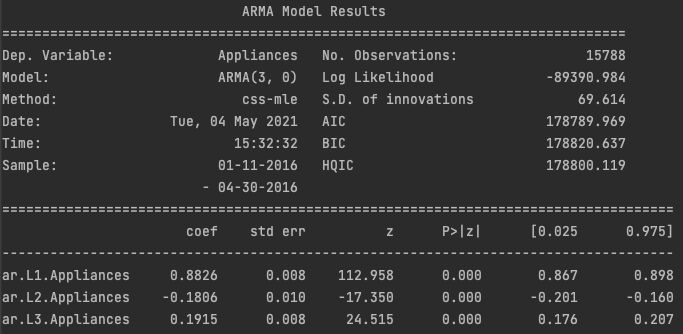 ARMA Model Results
==============================================================================
Dep. Variable: Appliances No. Observations: 15788
Model: ARMA(3, 0) Log Likelihood -89390.984
Method: css-mle S.D. of innovations 69.614
Date: Tue, 04 May 2021 AIC 178789.969
Time: 15:32:32 BIC 178820.637
Sample: 01-11-2016 HQIC 178800.119
- 04-30-2016
====================================================================================
coef std err z P>|z| [0.025 0.975]
------------------------------------------------------------------------------------
ar.L1.Appliances 0.8826 0.008 112.958 0.000 0.867 0.898
ar.L2.Appliances -0.1806 0.010 -17.350 0.000 -0.201 -0.160
ar.L3.Appliances 0.1915 0.008 24.515 0.000 0.176 0.207